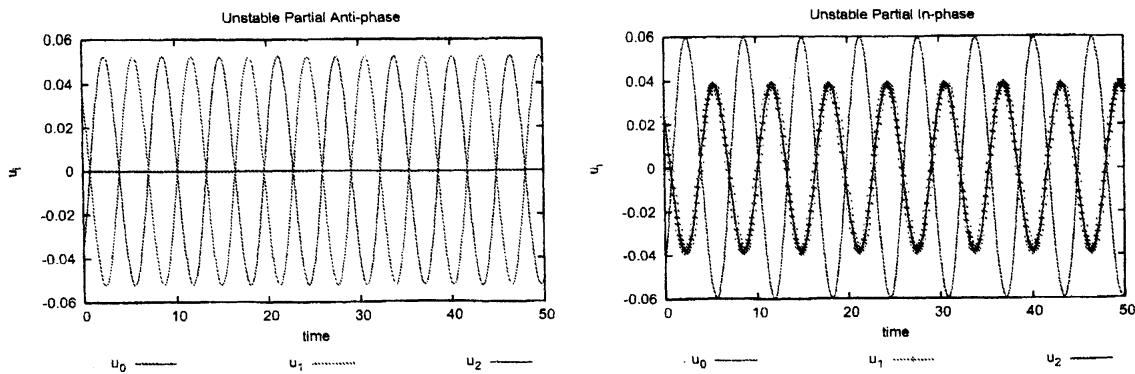 Unstable Partial Anti-phase
0.06
0.04
0.02
0
-0.02
-0.04
-0.06
u_i
0 10 20 30 40 50
time
u_0 u_1 u_2
Unstable Partial In-phase
0.06
0.04
0.02
0
-0.02
-0.04
-0.06
u_i
0 10 20 30 40 50
time
u_0 u_1 u_2